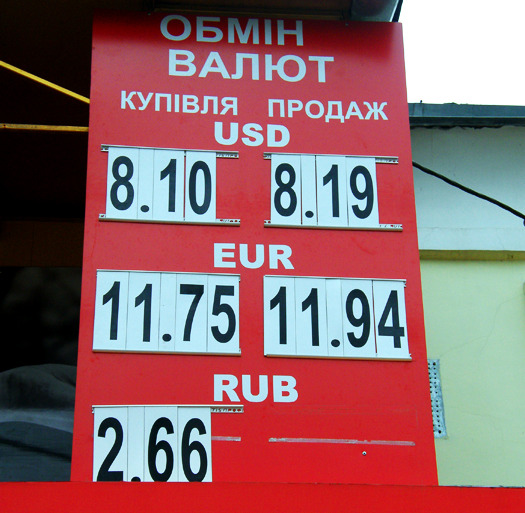 ОБМІН
ВАЛЮТ
КУПІВЛЯ ПРОДАЖ
USD
8.10 8.19
EUR
11.75 11.94
RUB
2.66